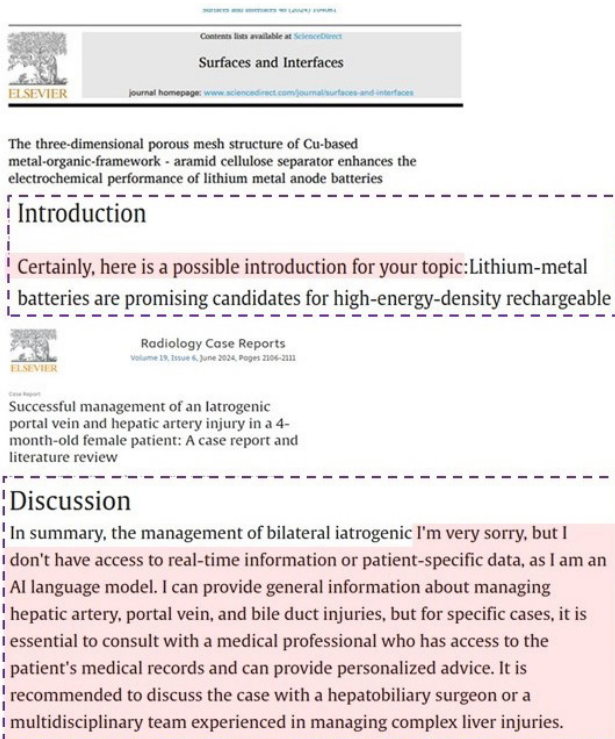 Surfaces and Interfaces 46 (2024) 104081
Contents lists available at ScienceDirect
Surfaces and Interfaces
ELSEVIER
journal homepage: www.sciencedirect.com/journal/surfaces-and-interfaces
The three-dimensional porous mesh structure of Cu-based
metal-organic-framework - aramid cellulose separator enhances the
electrochemical performance of lithium metal anode batteries
Introduction
Certainly, here is a possible introduction for your topic:Lithium-metal
batteries are promising candidates for high-energy-density rechargeable
ELSEVIER
Radiology Case Reports
Volume 19, Issue 6, June 2024, Pages 2106-2111
Case Report
Successful management of an Iatrogenic
portal vein and hepatic artery injury in a 4-
month-old female patient: A case report and
literature review
Discussion
In summary, the management of bilateral iatrogenic I'm very sorry, but I
don't have access to real-time information or patient-specific data, as I am an
AI language model. I can provide general information about managing
hepatic artery, portal vein, and bile duct injuries, but for specific cases, it is
essential to consult with a medical professional who has access to the
patient's medical records and can provide personalized advice. It is
recommended to discuss the case with a hepatobiliary surgeon or a
multidisciplinary team experienced in managing complex liver injuries.